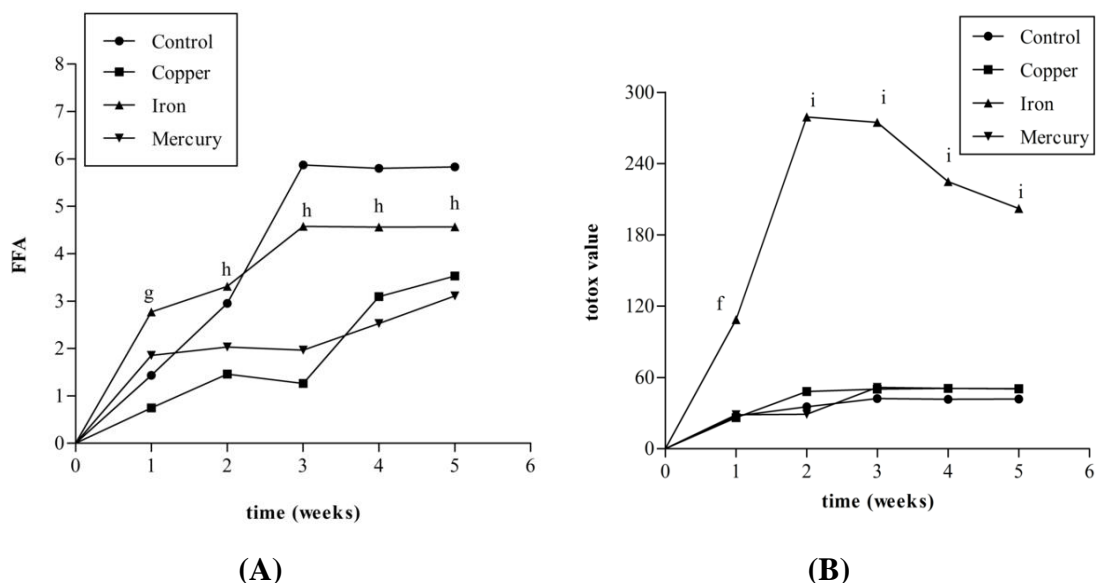 Control
Copper
Iron
Mercury
8
7
6
5
4
3
2
1
0
FFA
g
h
h
h
h
0 1 2 3 4 5 6
time (weeks)
(A)
Control
Copper
Iron
Mercury
300
240
180
120
60
0
totox value
f
i
i
i
i
0 1 2 3 4 5 6
time (weeks)
(B)